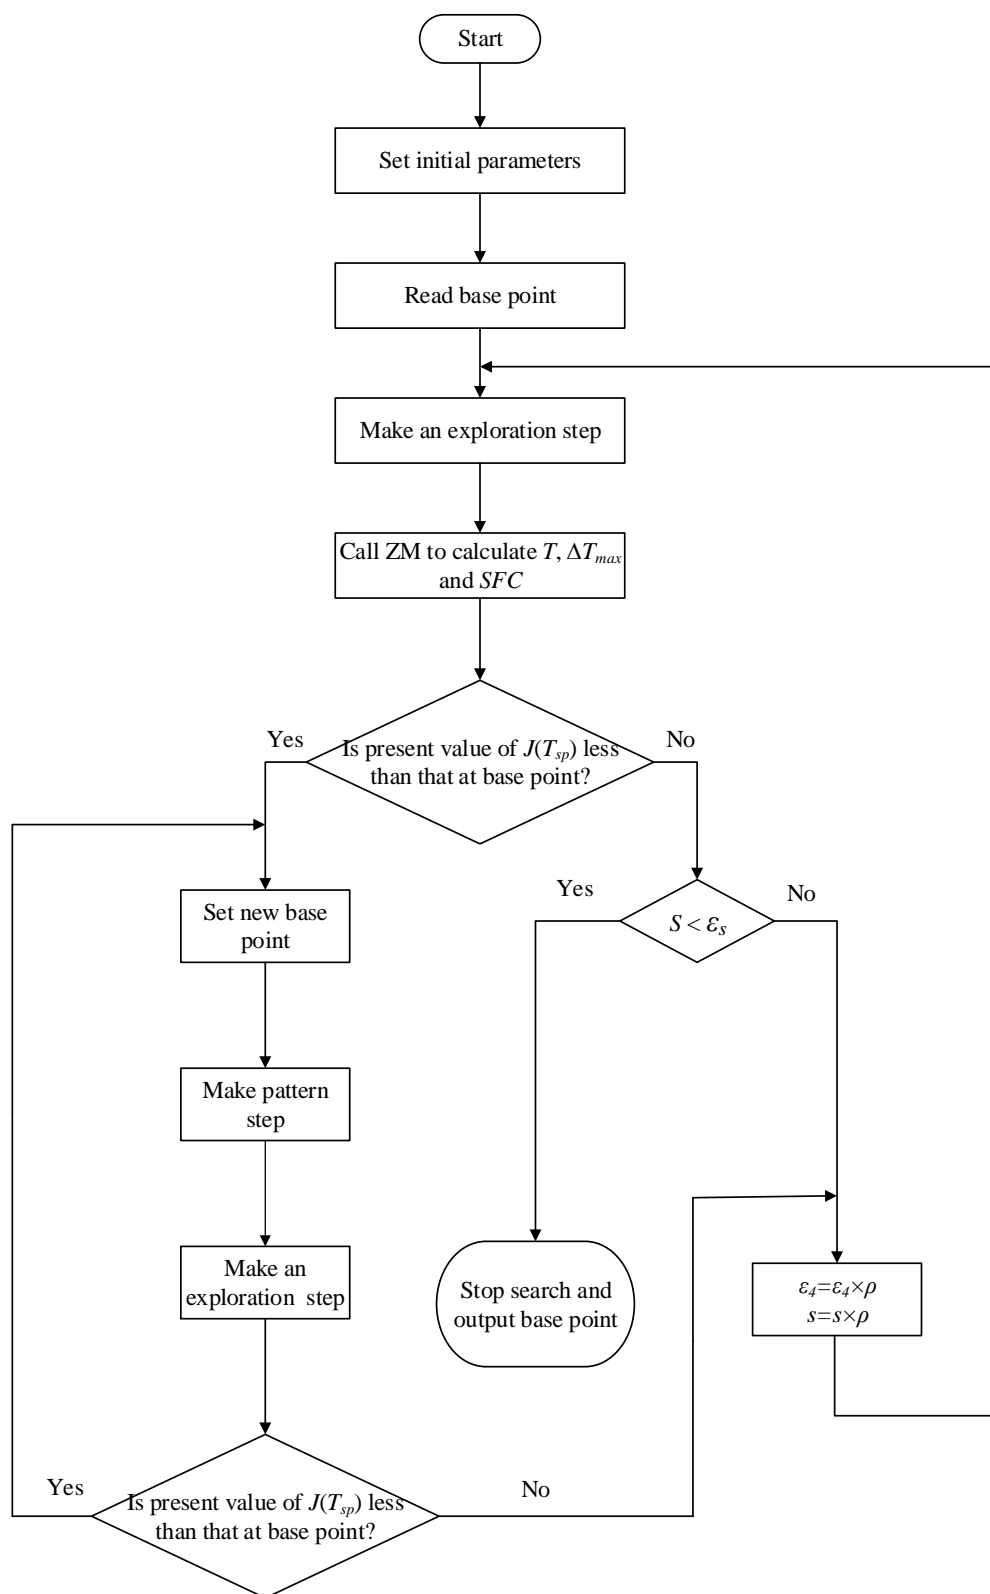 Start
Set initial parameters
Read base point
Make an exploration step
Call ZM to calculate T, ΔTmax
and SFC
Yes
Is present value of J(Tsp) less
than that at base point?
No
Yes
S < εs
No
Set new base
point
Make pattern
step
Make an
exploration step
Stop search and
output base point
ε4=ε4×ρ
s=s×ρ
Yes
Is present value of J(Tsp) less
than that at base point?
No